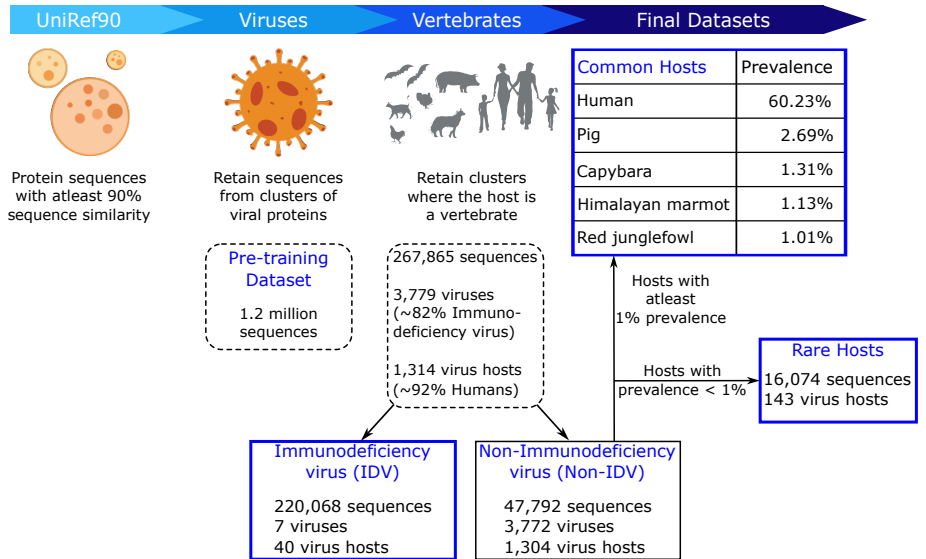 UniRef90
Viruses
Vertebrates
Final Datasets
Protein sequences
with atleast 90%
sequence similarity
Retain sequences
from clusters of
viral proteins
Pre-training
Dataset
1.2 million
sequences
Retain clusters
where the host is
a vertebrate
267,865 sequences
3,779 viruses
(~82% Immuno-
deficiency virus)
1,314 virus hosts
(~92% Humans)
Common Hosts Prevalence
Human 60.23%
Pig 2.69%
Capybara 1.31%
Himalayan marmot 1.13%
Red junglefowl 1.01%
Hosts with
atleast
1% prevalence
Hosts with
prevalence < 1%
Rare Hosts
16,074 sequences
143 virus hosts
Immunodeficiency
virus (IDV)
220,068 sequences
7 viruses
40 virus hosts
Non-Immunodeficiency
virus (Non-IDV)
47,792 sequences
3,772 viruses
1,304 virus hosts